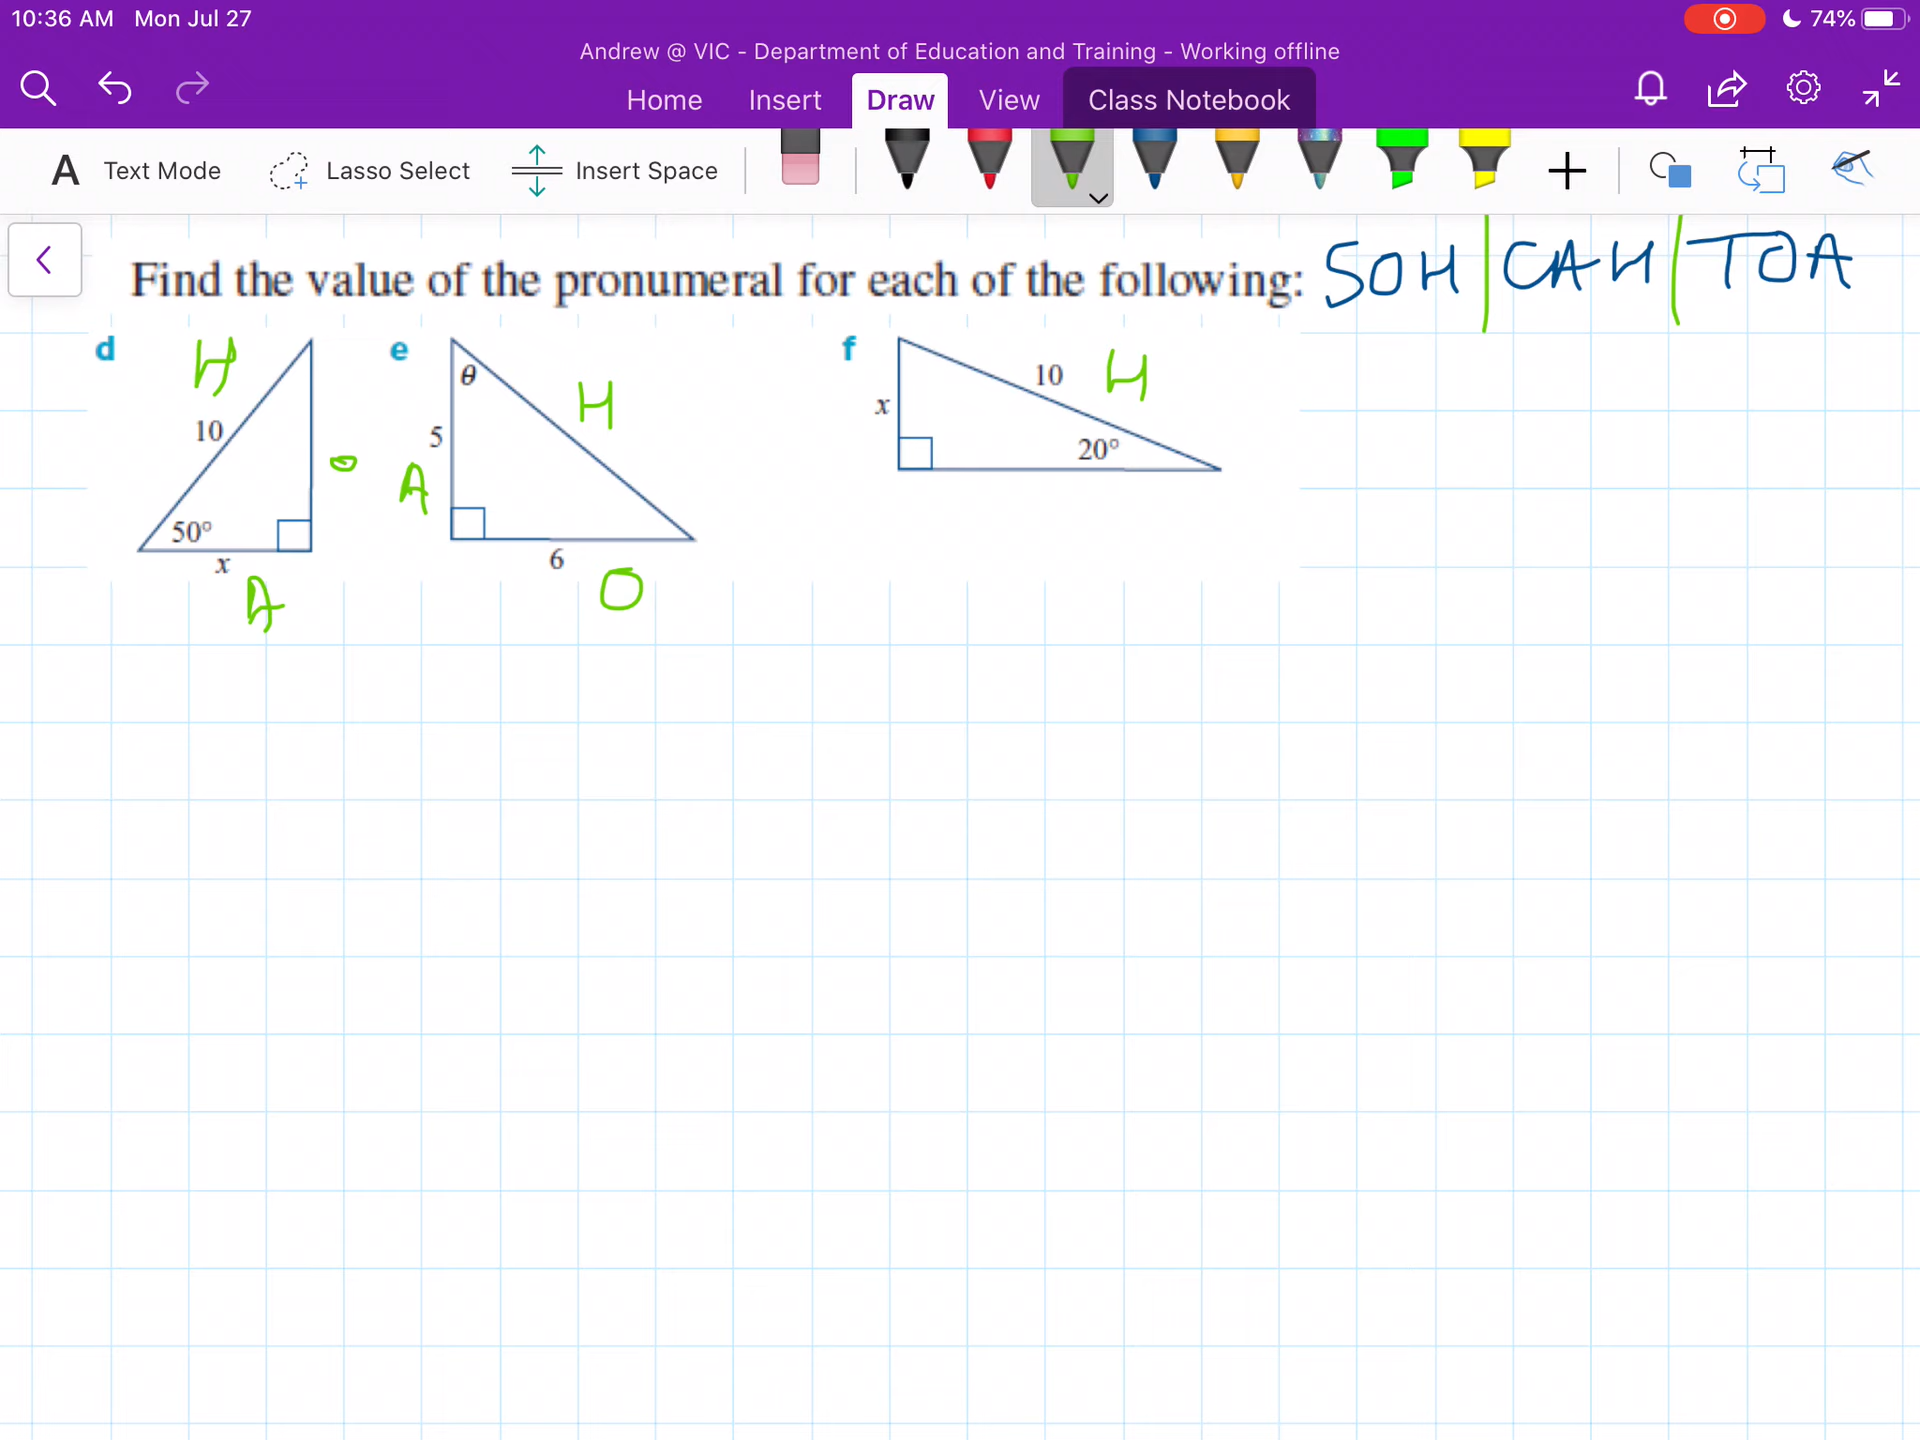 10:36 AM Mon Jul 27
74%
Andrew @ VIC - Department of Education and Training - Working offline
Home Insert Draw View Class Notebook
A Text Mode Lasso Select Insert Space
Find the value of the pronumeral for each of the following: SOH | CAH | TOA
d H 10 50° x A O
e θ 5 A H 6 O
f x 10 H 20°